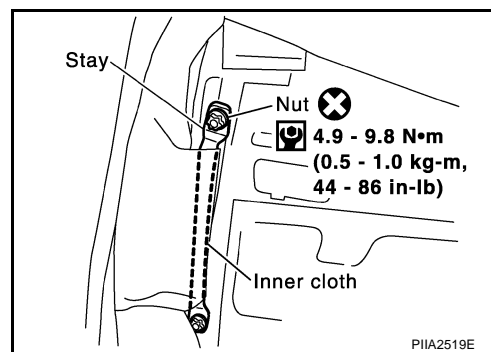 Stay
Nut
4.9 - 9.8 N•m
(0.5 - 1.0 kg-m,
44 - 86 in-lb)
Inner cloth
PIIA2519E